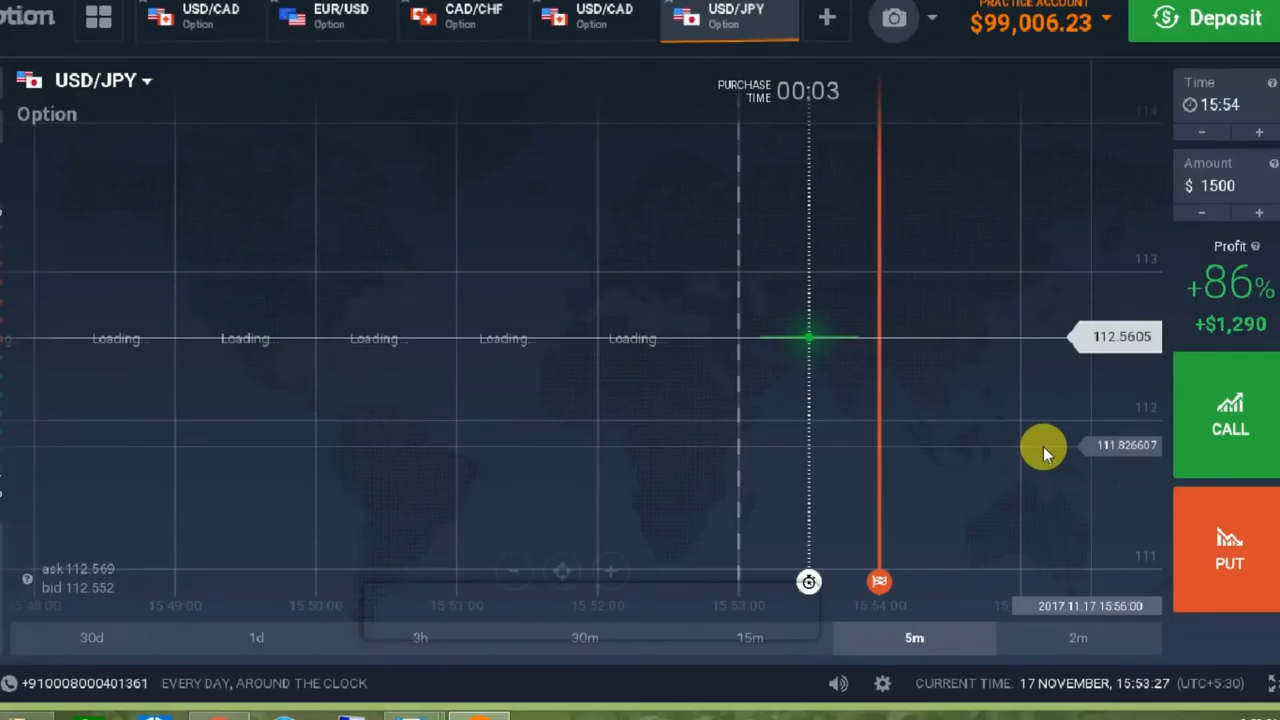 ption
USD/CAD
Option
EUR/USD
Option
CAD/CHF
Option
USD/CAD
Option
USD/JPY
Option
PRACTICE ACCOUNT
$99,006.23
Deposit
USD/JPY
Option
PURCHASE
TIME
00:03
114
113
112
111
Loading...
Loading...
Loading...
Loading...
Loading...
112.5605
111.826607
Time
15:54
- +
Amount
$ 1500
- +
Profit
+86%
+$1,290
CALL
PUT
ask 112.569
bid 112.552
15:49:00
15:50:00
15:51:00
15:52:00
15:53:00
15:54:00
2017.11.17 15:56:00
30d
1d
3h
30m
15m
5m
2m
+910008000401361
EVERY DAY, AROUND THE CLOCK
CURRENT TIME: 17 NOVEMBER, 15:53:27 (UTC+5:30)